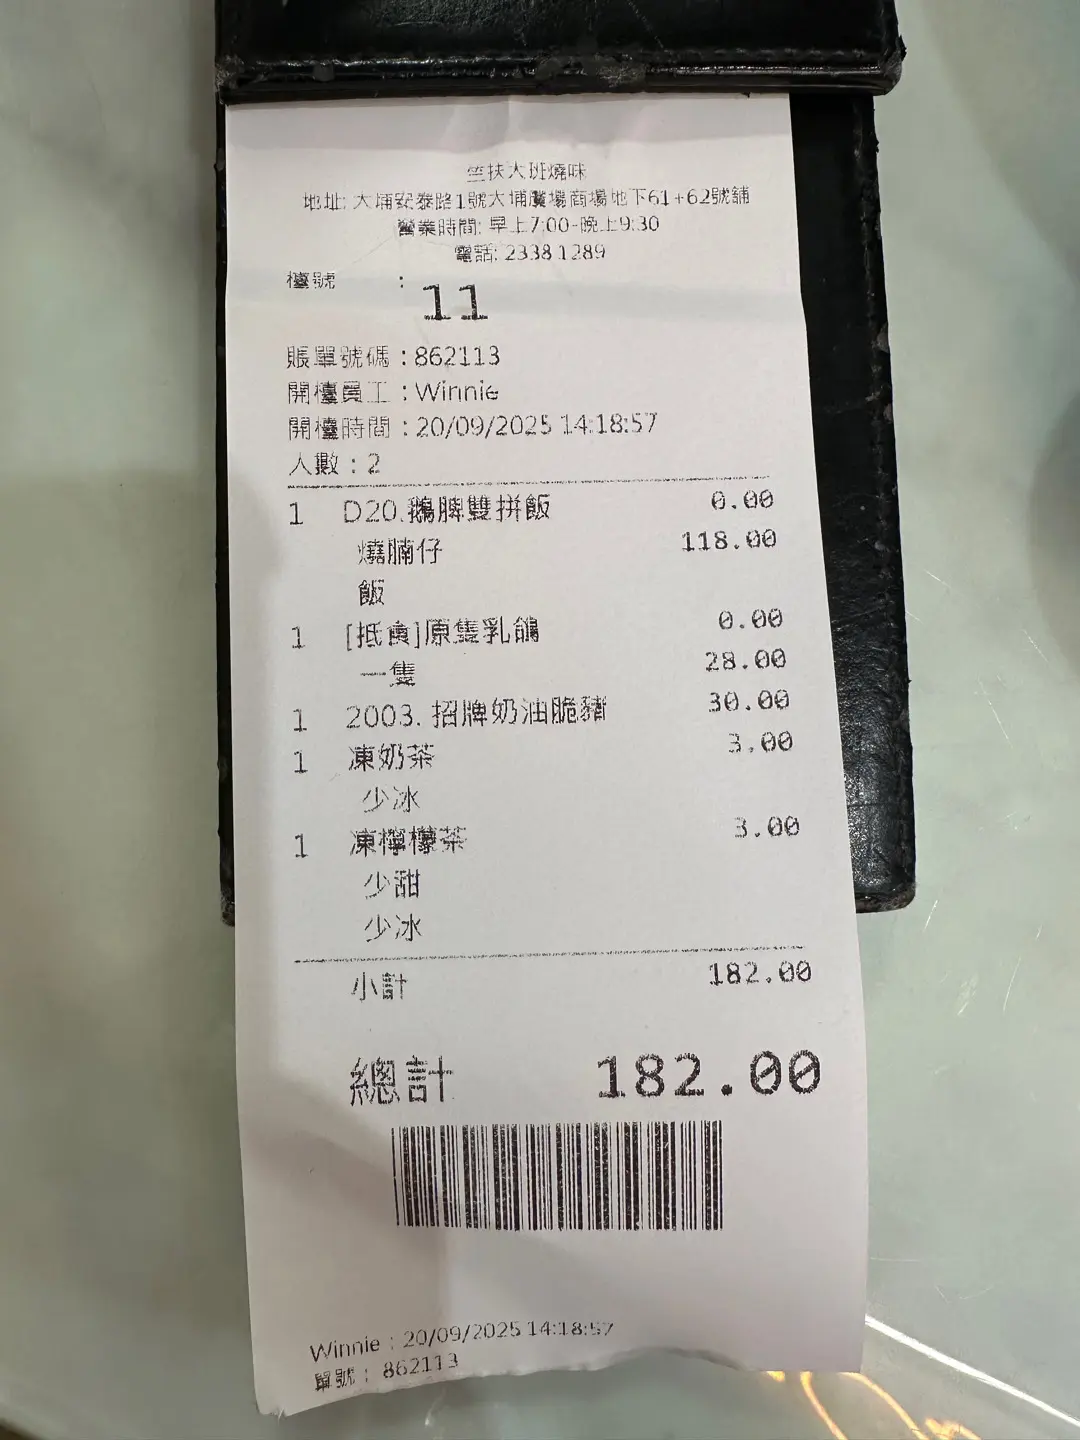 笙扶大班燒味
地址: 大埔安泰路1號大埔廣場商場地下61+62號舖
營業時間: 早上7:00-晚上9:30
電話: 2338 1289
檯號 : 11
賬單號碼 : 862113
開檯員工 : Winnie
開檯時間 : 20/09/2025 14:18:57
人數 : 2
1 D20.鵝脾雙拼飯 0.00
燒腩仔 118.00
飯
1 [抵食]原隻乳鴿 0.00
一隻 28.00
1 2003. 招牌奶油脆豬 30.00
1 凍奶茶 3.00
少冰
1 凍檸檬茶 3.00
少甜
少冰
小計 182.00
總計 182.00
Winnie : 20/09/2025 14:18:57
單號 : 862113